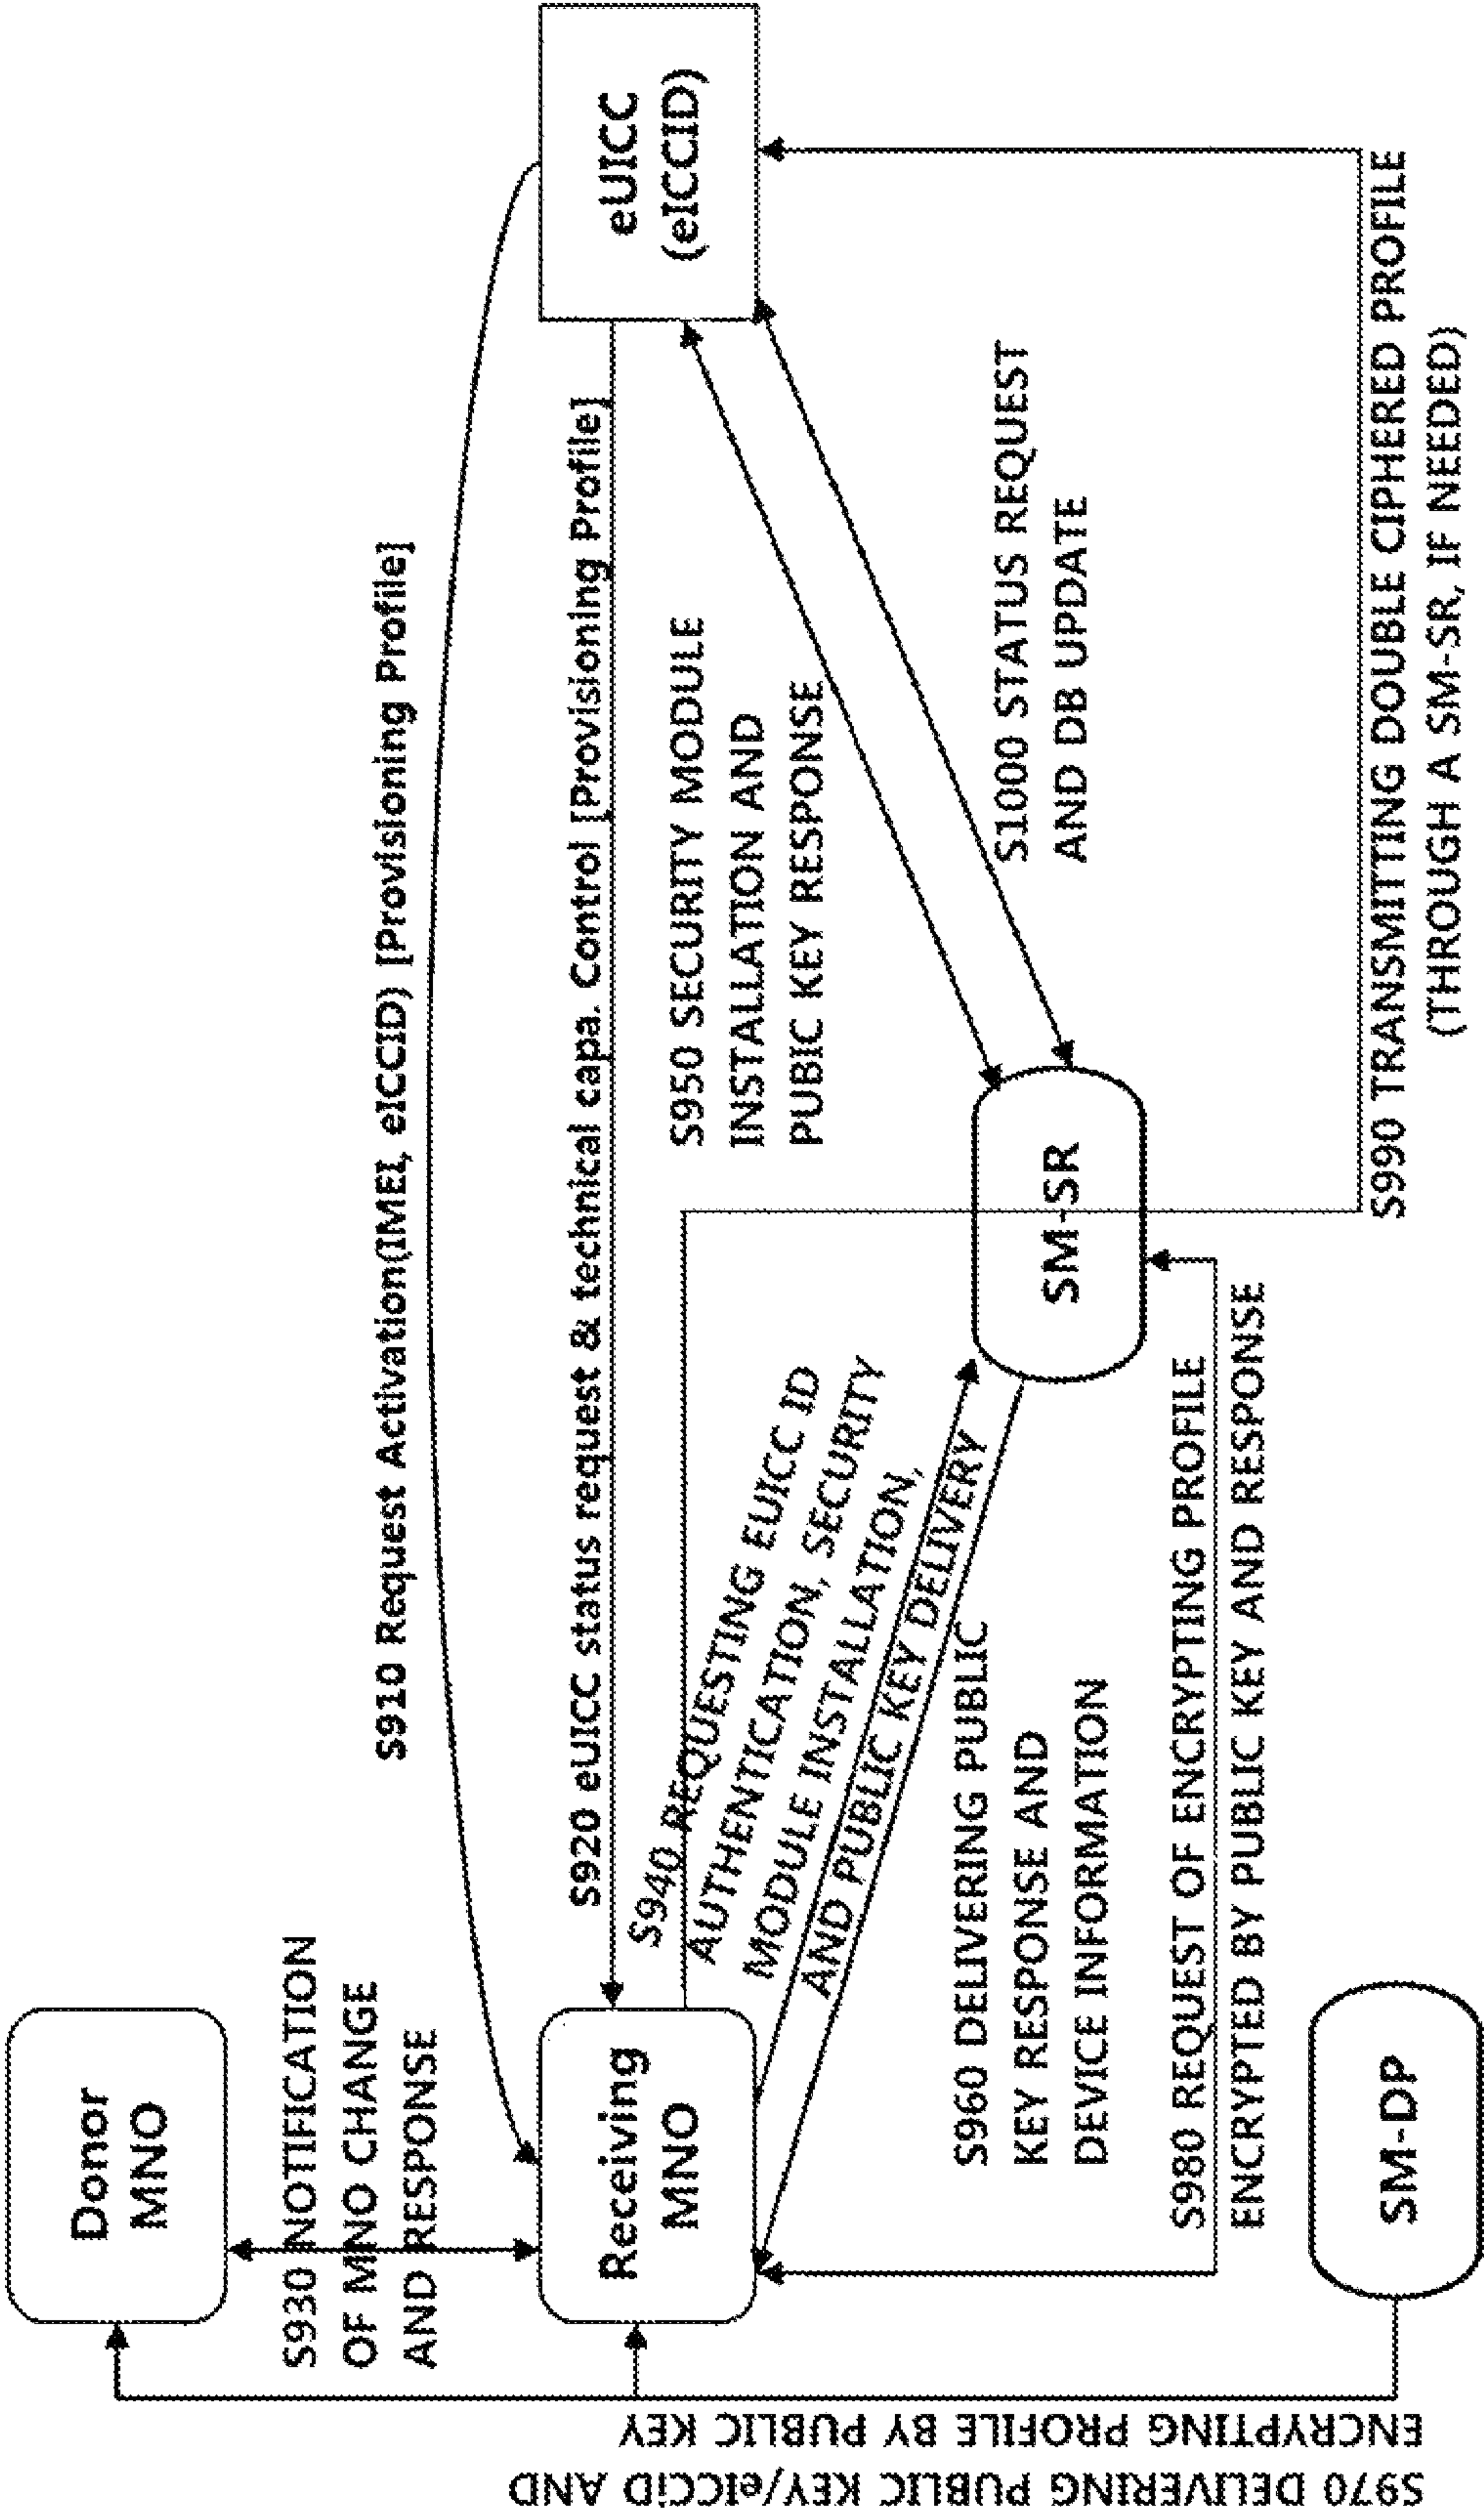 Donor
MNO
S930 NOTIFICATION
OF MNO CHANGE
AND RESPONSE
S910 Request Activation(IMEI, eICCID) [Provisioning Profile]
eUICC
(eICCID)
Receiving
MNO
S920 eUICC status request & technical capa. Control [Provisioning Profile]
S940 REQUESTING EUICC ID
AUTHENTICATION, SECURITY
MODULE INSTALLATION,
AND PUBLIC KEY DELIVERY
S950 SECURITY MODULE
INSTALLATION AND
PUBIC KEY RESPONSE
S960 DELIVERING PUBLIC
KEY RESPONSE AND
DEVICE INFORMATION
SM-SR
S1000 STATUS REQUEST
AND DB UPDATE
S980 REQUEST OF ENCRYPTING PROFILE
ENCRYPTED BY PUBLIC KEY AND RESPONSE
SM-DP
S990 TRANSMITTING DOUBLE CIPHERED PROFILE
(THROUGH A SM-SR, IF NEEDED)
S970 DELIVERING PUBLIC KEY/eICCiD AND
ENCRYPTING PROFILE BY PUBLIC KEY